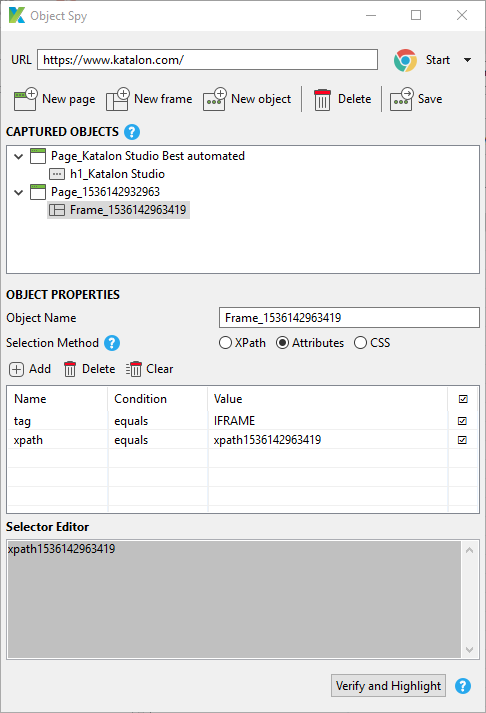 Object Spy
URL https://www.katalon.com/ Start
New page New frame New object Delete Save
CAPTURED OBJECTS ?
Page_Katalon Studio Best automated
h1_Katalon Studio
Page_1536142932963
Frame_1536142963419
OBJECT PROPERTIES
Object Name Frame_1536142963419
Selection Method ? XPath Attributes CSS
Add Delete Clear
Name Condition Value
tag equals IFRAME
xpath equals xpath1536142963419
Selector Editor
xpath1536142963419
Verify and Highlight ?